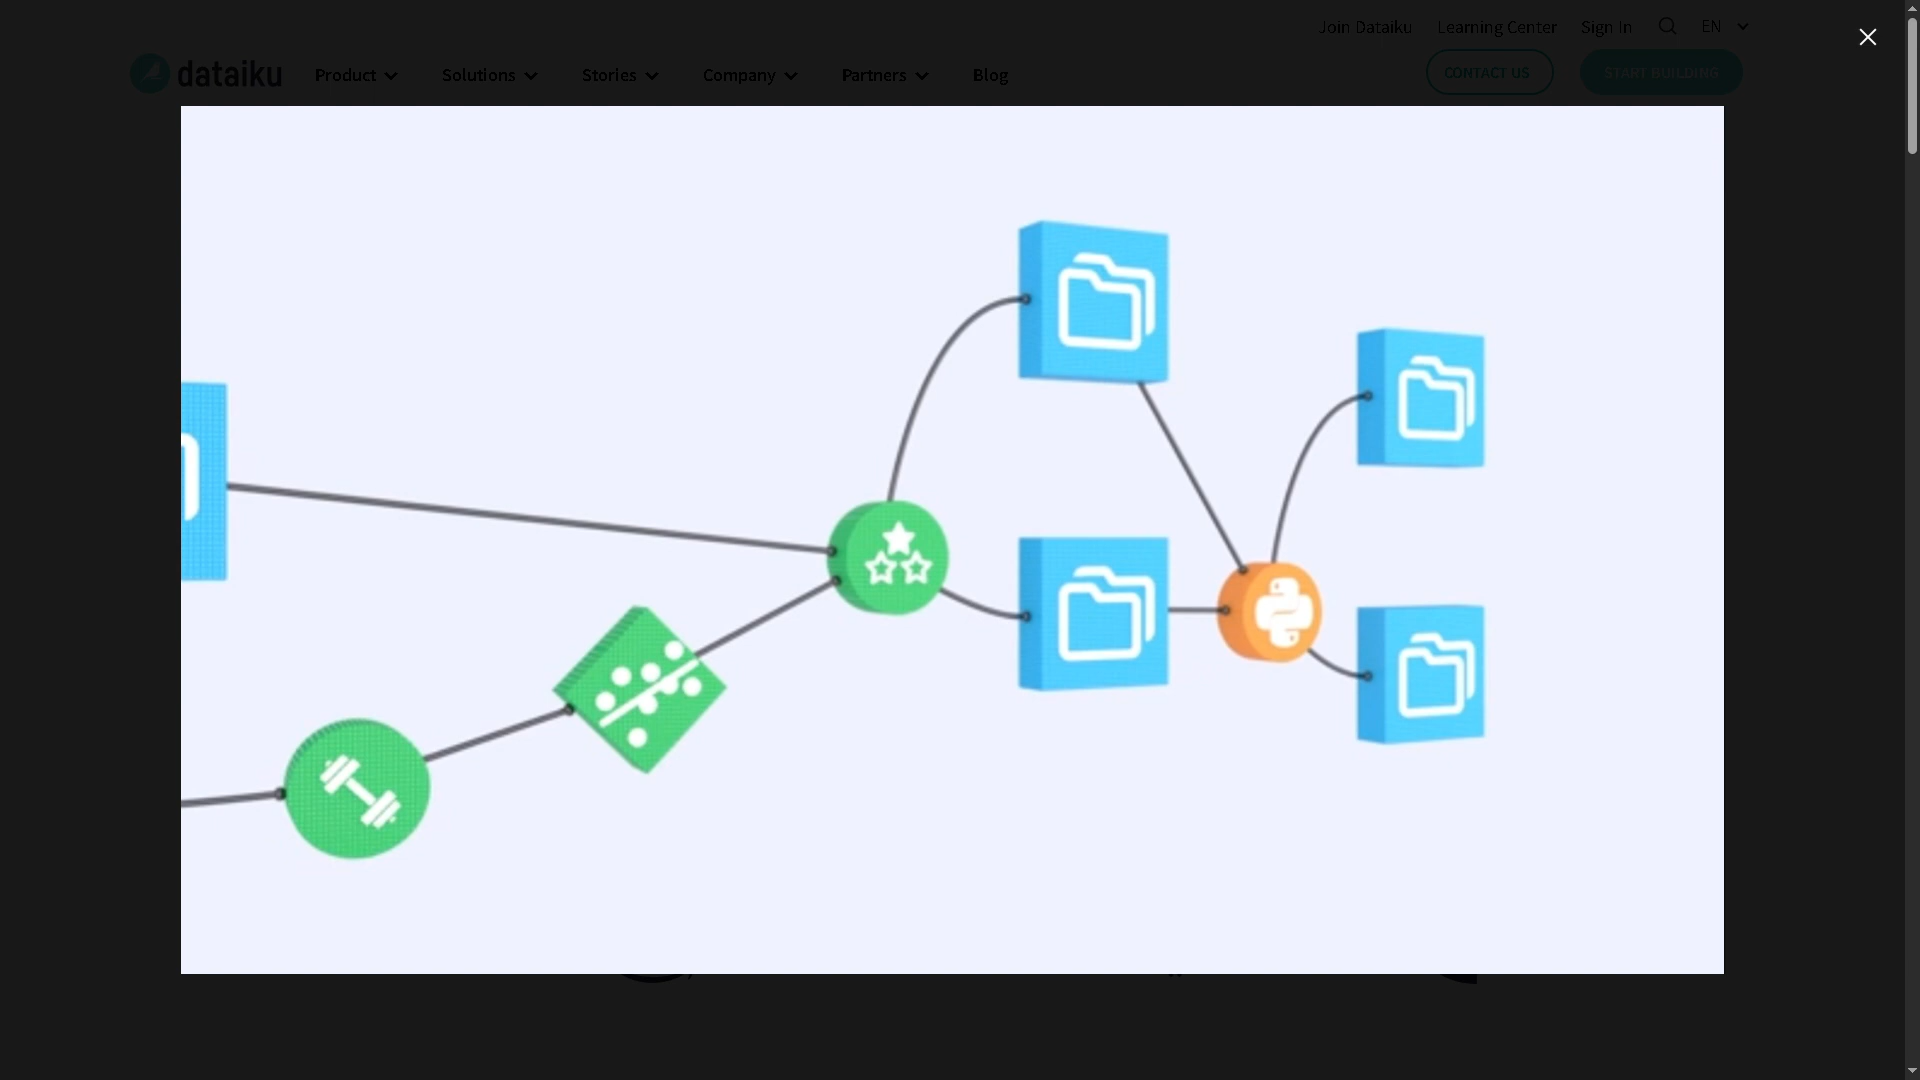 Join Dataiku Learning Center Sign In EN
dataiku Product Solutions Stories Company Partners Blog CONTACT US START BUILDING